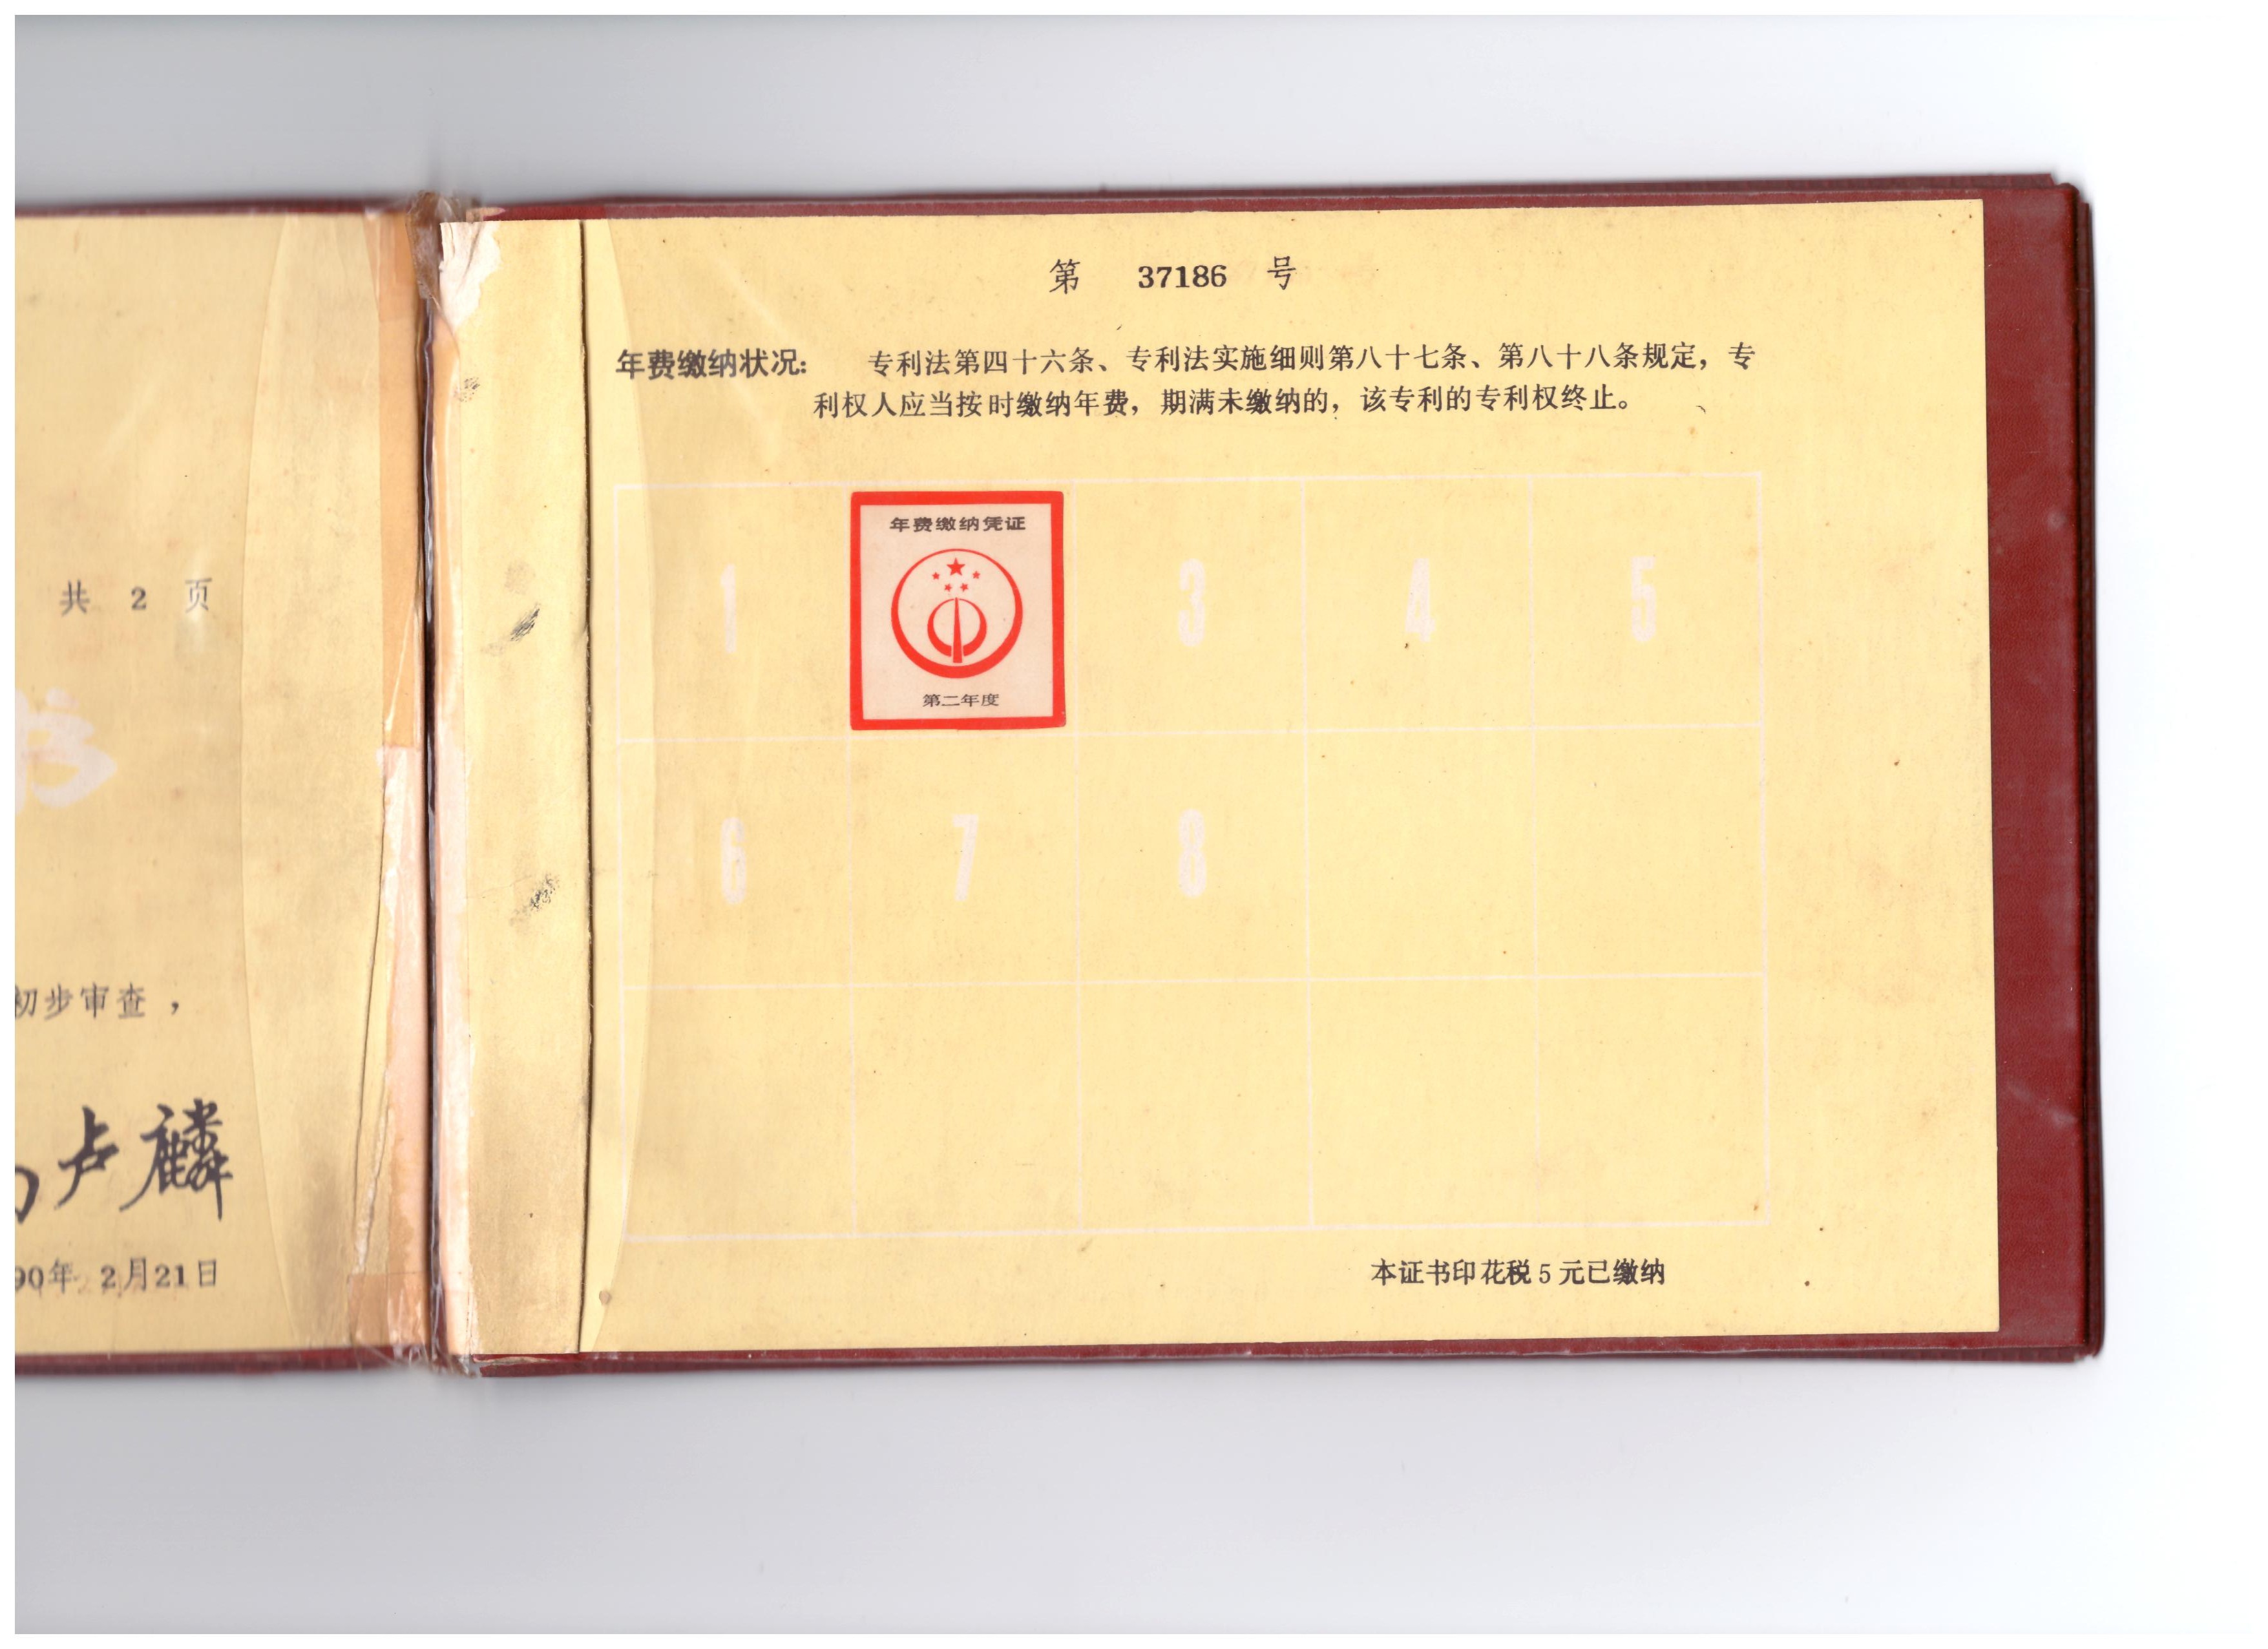 共 2 页
书
初步审查，
卢麟
90年 2月21日
第 37186 号
年费缴纳状况： 专利法第四十六条、专利法实施细则第八十七条、第八十八条规定，专
利权人应当按时缴纳年费，期满未缴纳的，该专利的专利权终止。
1
年费缴纳凭证
第二年度
3
4
5
6
7
8
本证书印花税5元已缴纳